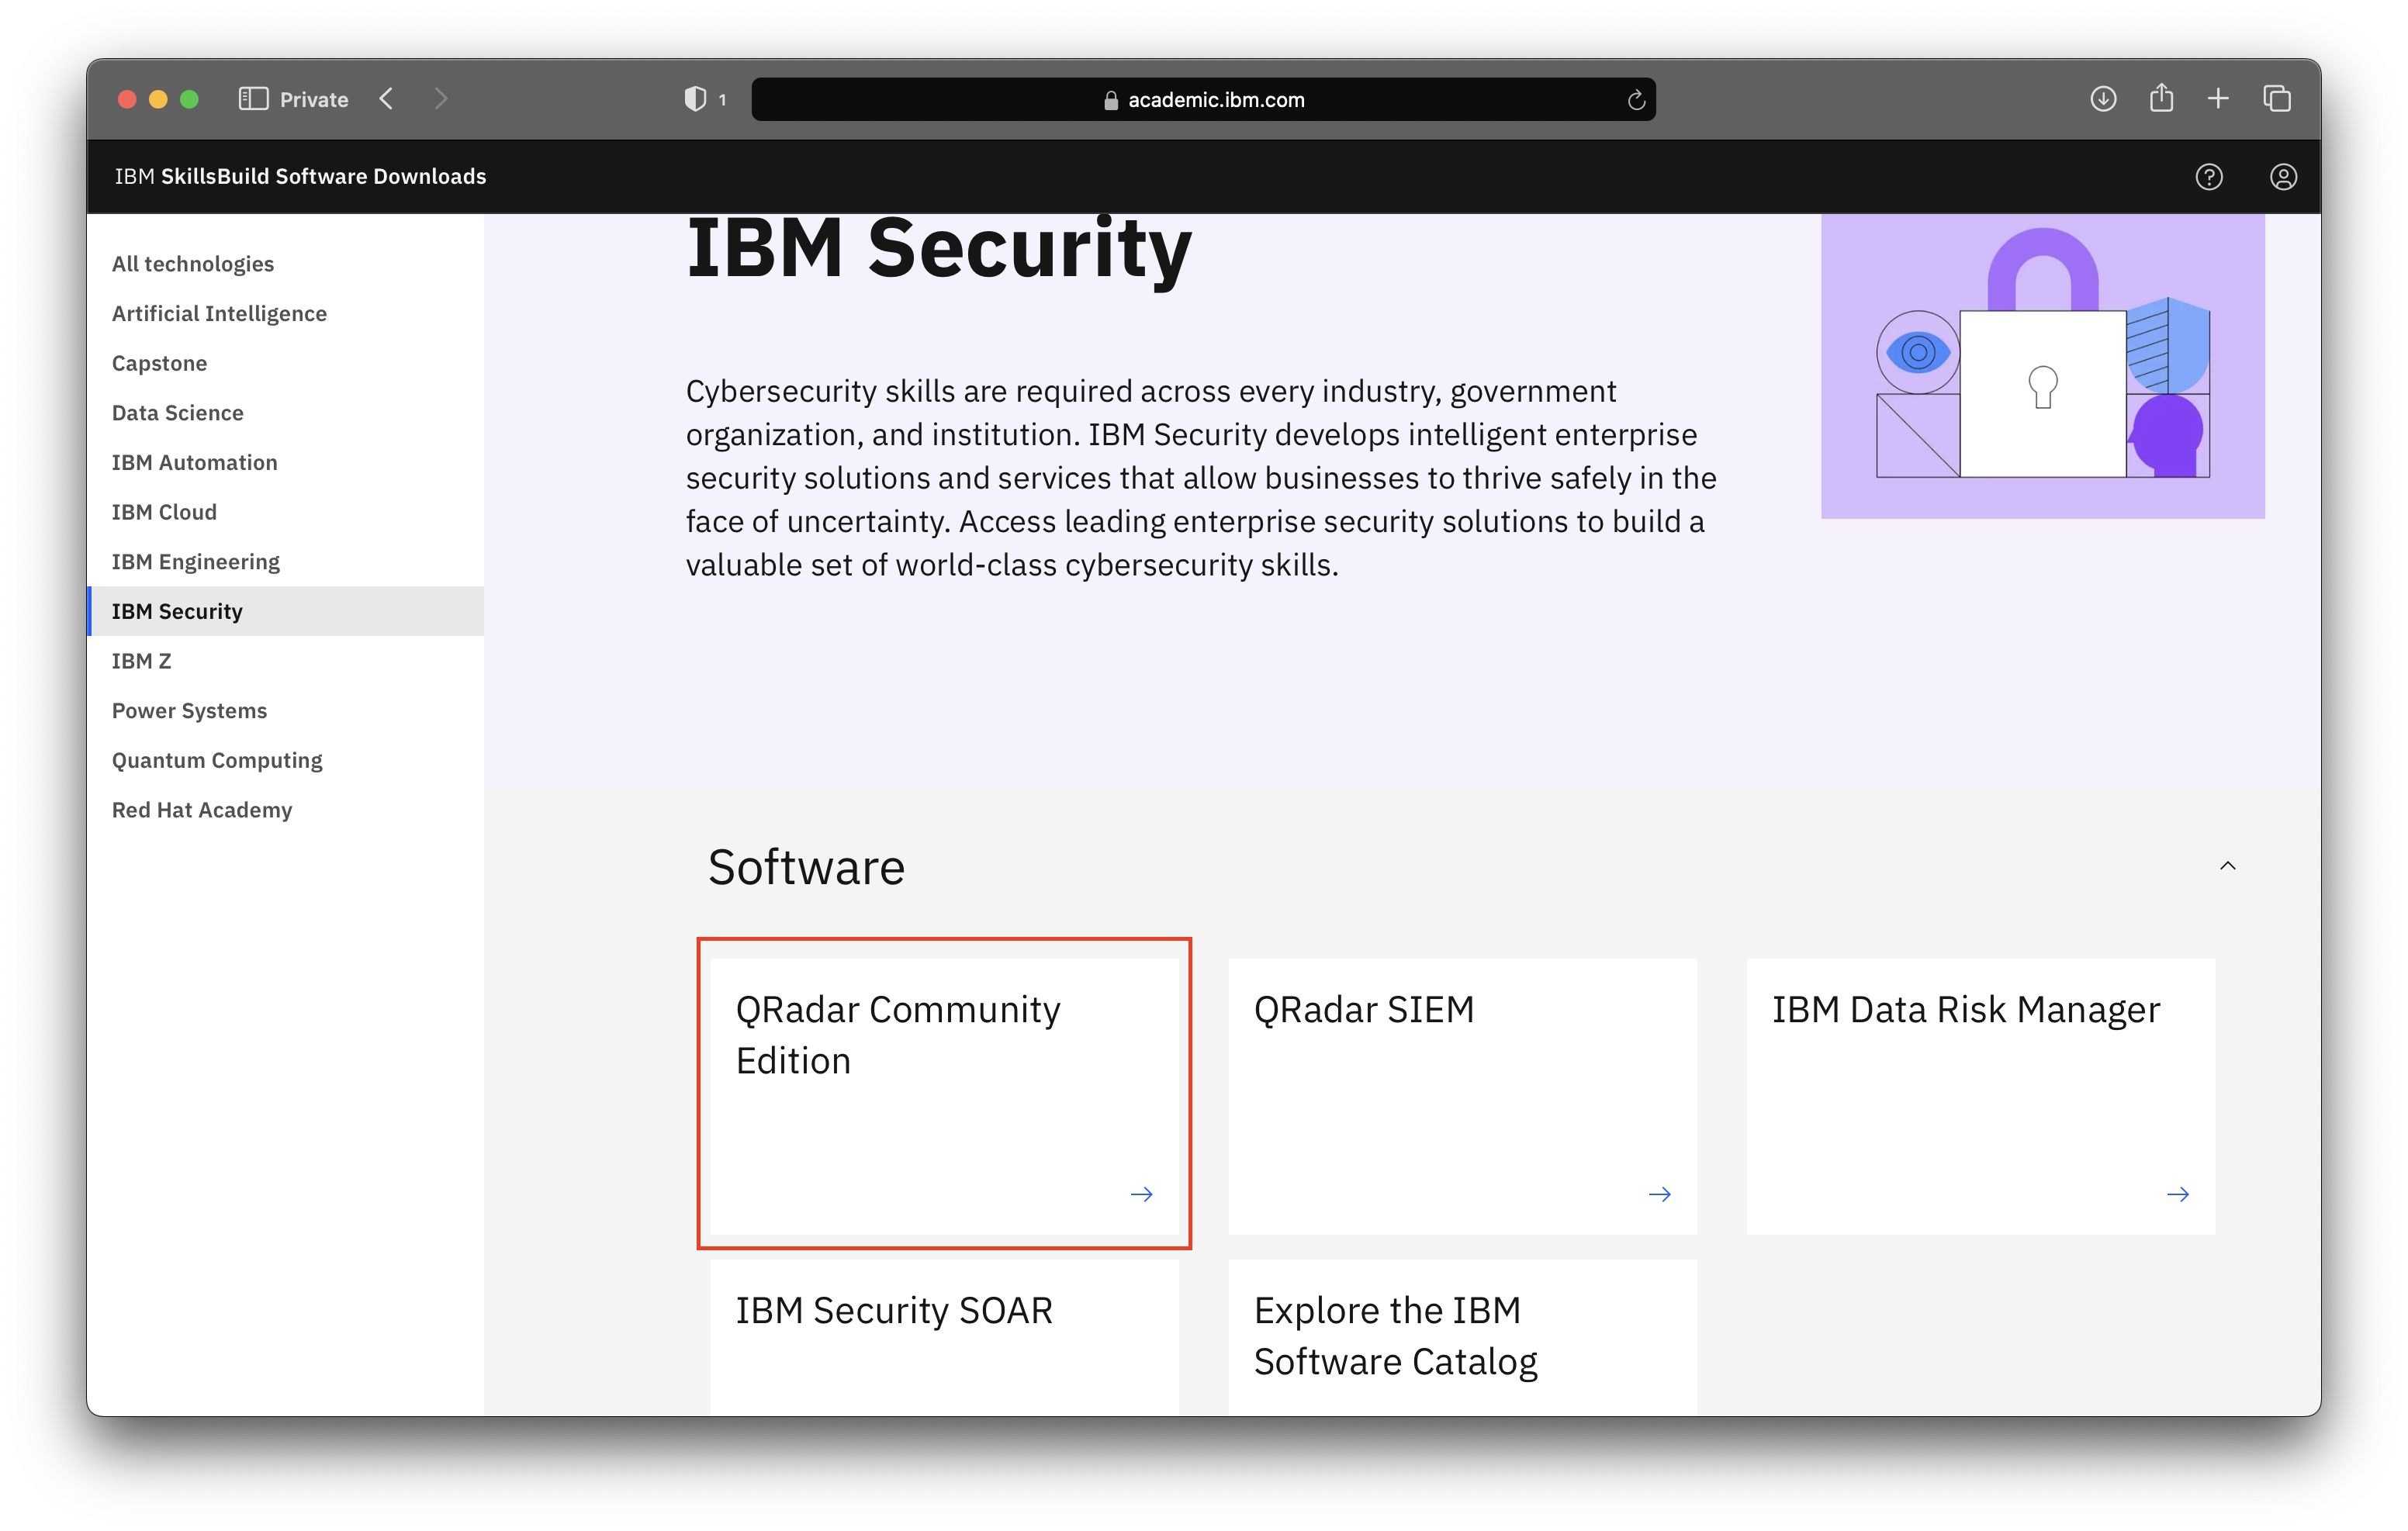 Private
1
academic.ibm.com
IBM SkillsBuild Software Downloads
All technologies
Artificial Intelligence
Capstone
Data Science
IBM Automation
IBM Cloud
IBM Engineering
IBM Security
IBM Z
Power Systems
Quantum Computing
Red Hat Academy
IBM Security
Cybersecurity skills are required across every industry, government
organization, and institution. IBM Security develops intelligent enterprise
security solutions and services that allow businesses to thrive safely in the
face of uncertainty. Access leading enterprise security solutions to build a
valuable set of world-class cybersecurity skills.
Software
QRadar Community
Edition
QRadar SIEM
IBM Data Risk Manager
IBM Security SOAR
Explore the IBM
Software Catalog